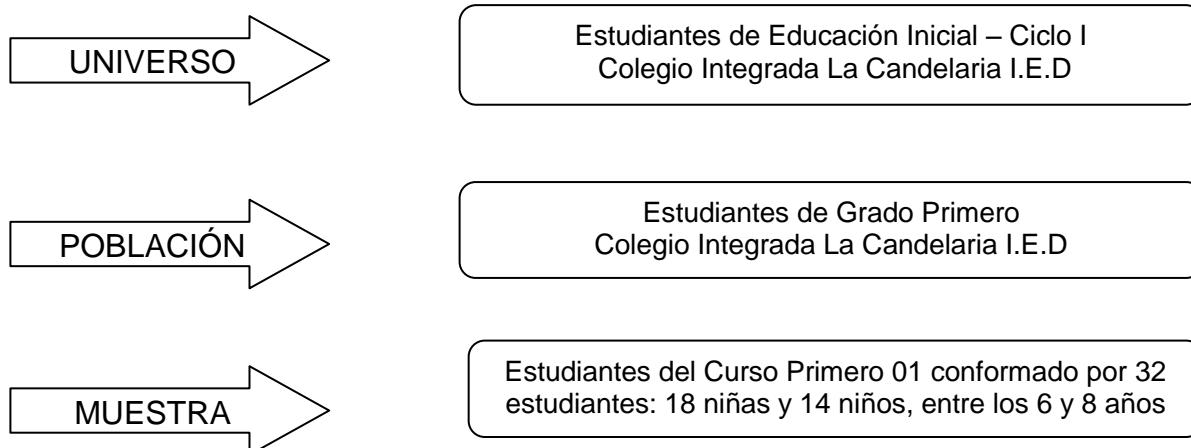 UNIVERSO
Estudiantes de Educación Inicial – Ciclo I
Colegio Integrada La Candelaria I.E.D
POBLACIÓN
Estudiantes de Grado Primero
Colegio Integrada La Candelaria I.E.D
MUESTRA
Estudiantes del Curso Primero 01 conformado por 32
estudiantes: 18 niñas y 14 niños, entre los 6 y 8 años